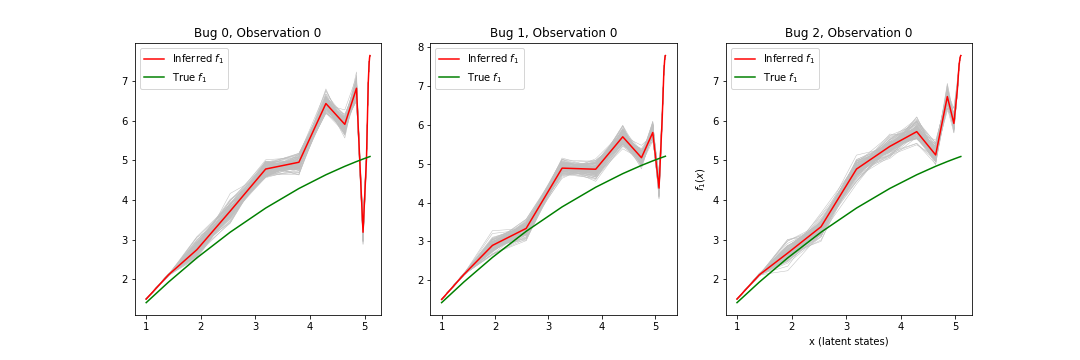 Bug 0, Observation 0
Inferred f₁
True f₁
7
6
5
4
3
2
1 2 3 4 5
Bug 1, Observation 0
Inferred f₁
True f₁
8
7
6
5
4
3
2
1 2 3 4 5
Bug 2, Observation 0
Inferred f₁
True f₁
f₁(x)
7
6
5
4
3
2
1 2 3 4 5
x (latent states)